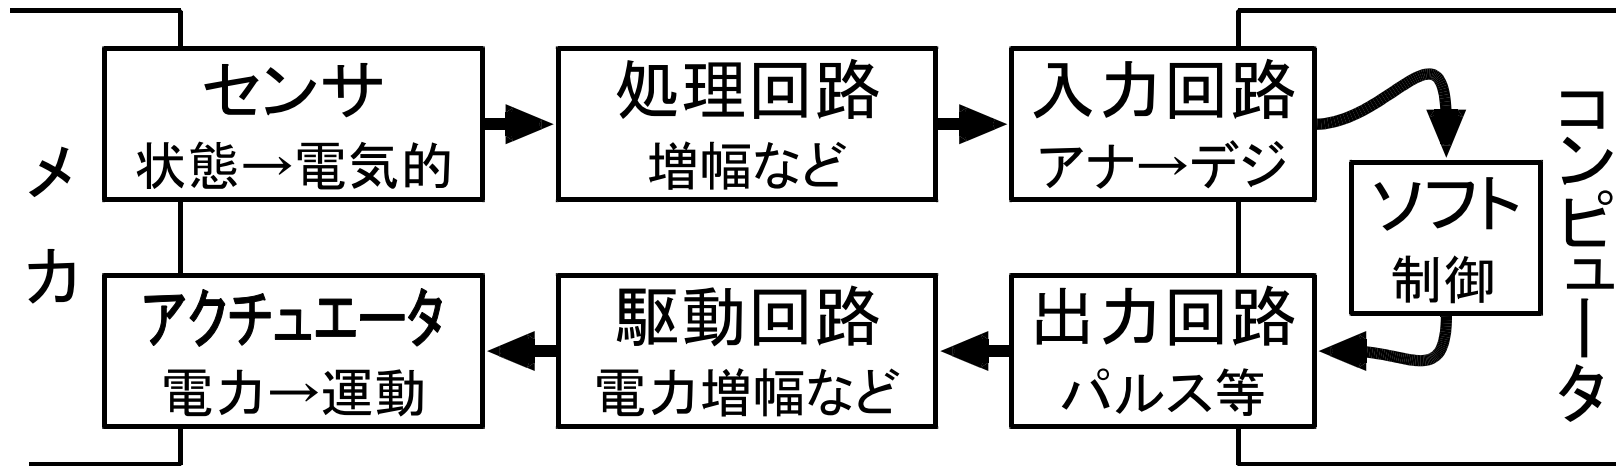 メカ
センサ
状態→電気的
処理回路
増幅など
入力回路
アナ→デジ
ソフト
制御
コンピュータ
アクチュエータ
電力→運動
駆動回路
電力増幅など
出力回路
パルス等